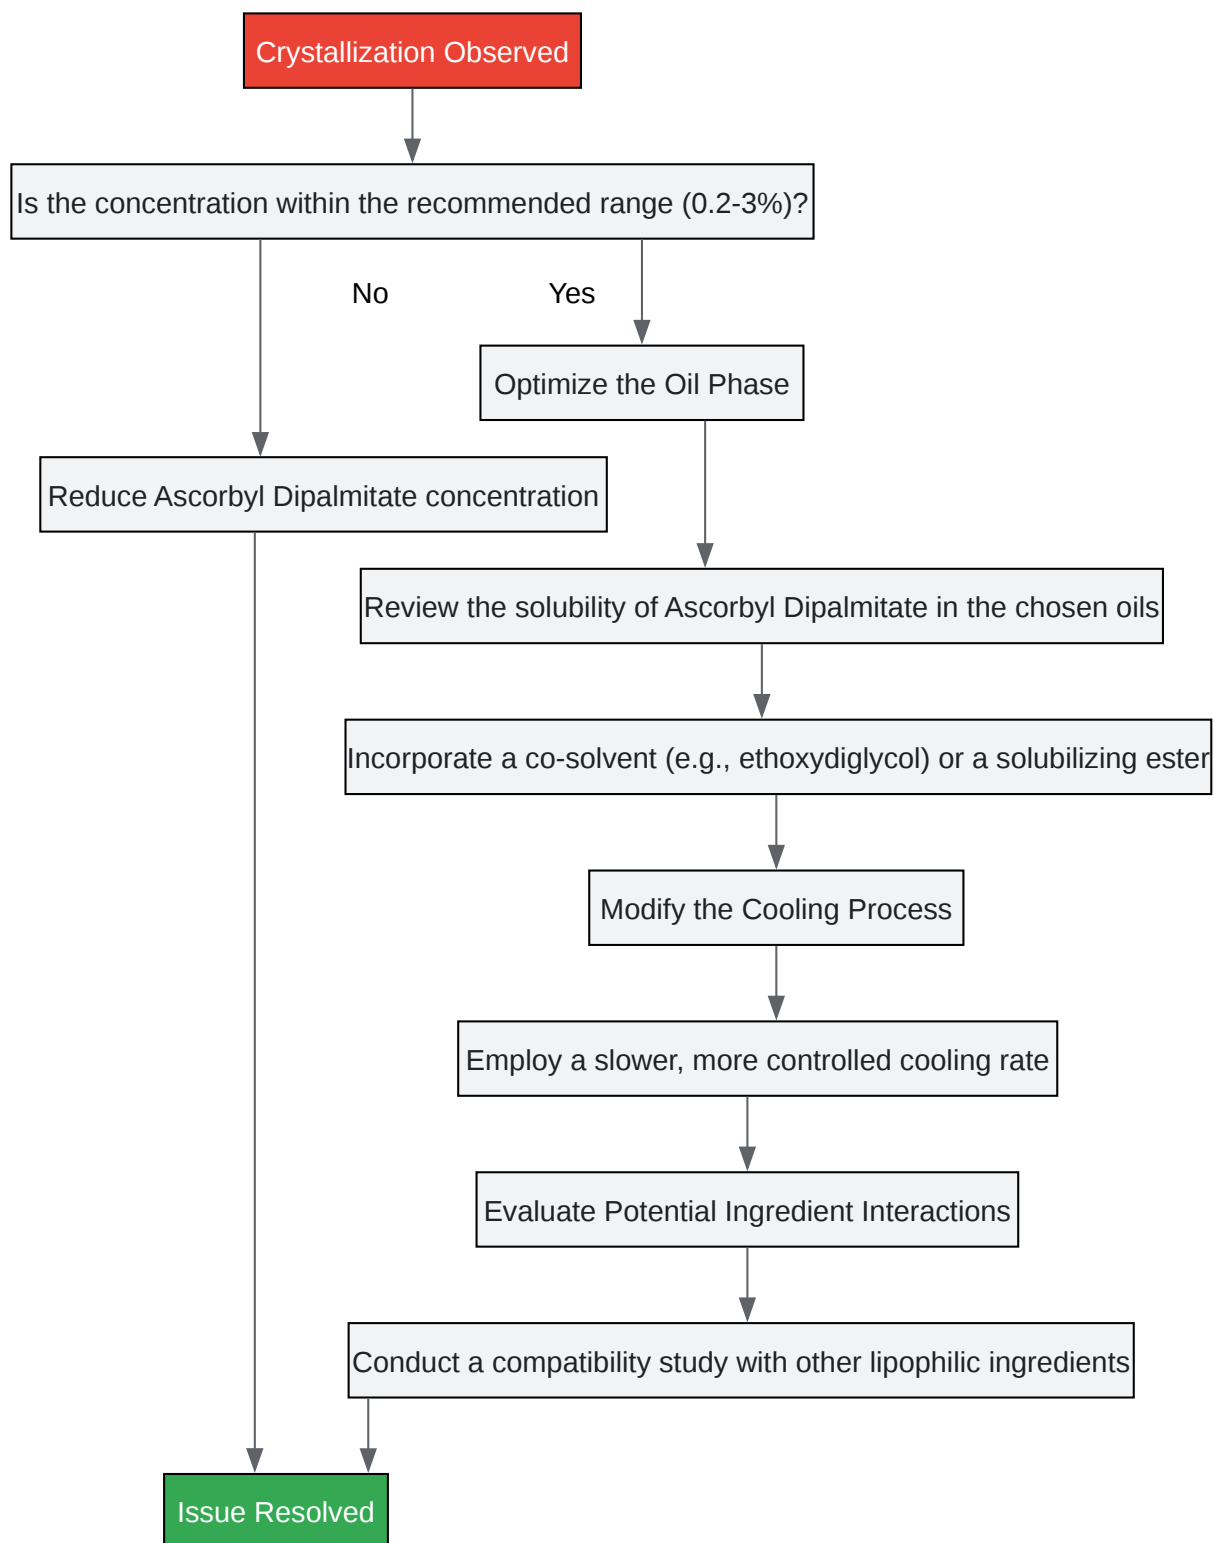 Crystallization Observed
Is the concentration within the recommended range (0.2-3%)?
No
Yes
Optimize the Oil Phase
Reduce Ascorbyl Dipalmitate concentration
Review the solubility of Ascorbyl Dipalmitate in the chosen oils
Incorporate a co-solvent (e.g., ethoxydiglycol) or a solubilizing ester
Modify the Cooling Process
Employ a slower, more controlled cooling rate
Evaluate Potential Ingredient Interactions
Conduct a compatibility study with other lipophilic ingredients
Issue Resolved